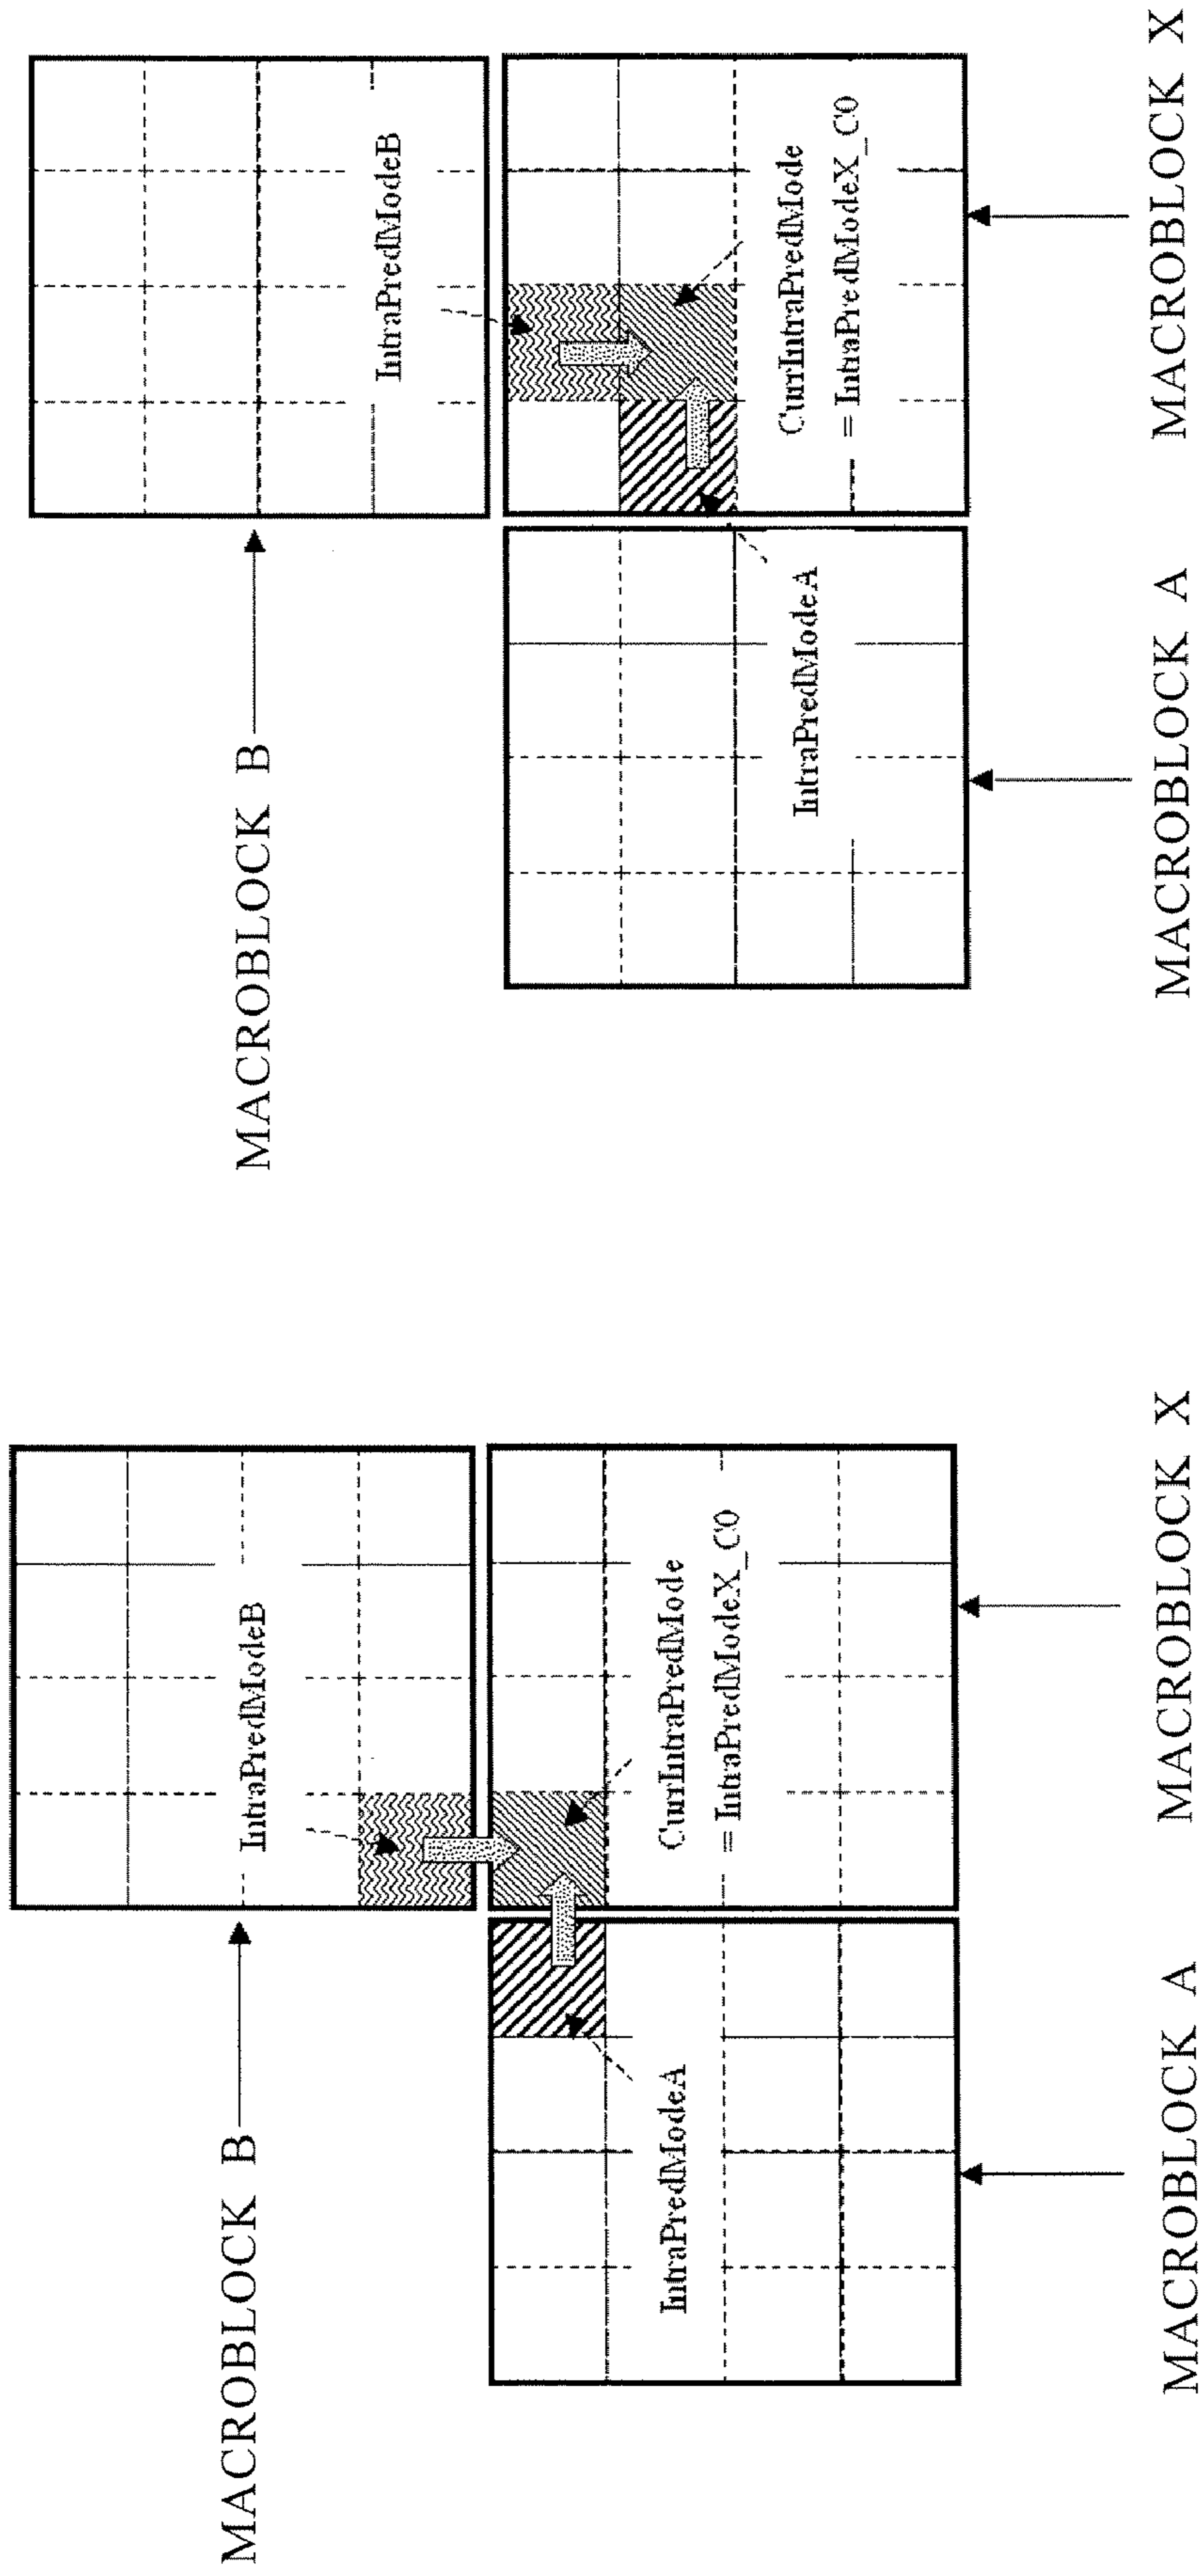 MACROBLOCK B
IntraPredModeB
IntraPredModeA
CurrIntraPredMode
= IntraPredModeX_C0
MACROBLOCK A
MACROBLOCK X
MACROBLOCK B
IntraPredModeB
IntraPredModeA
CurrIntraPredMode
= IntraPredModeX_C0
MACROBLOCK A
MACROBLOCK X